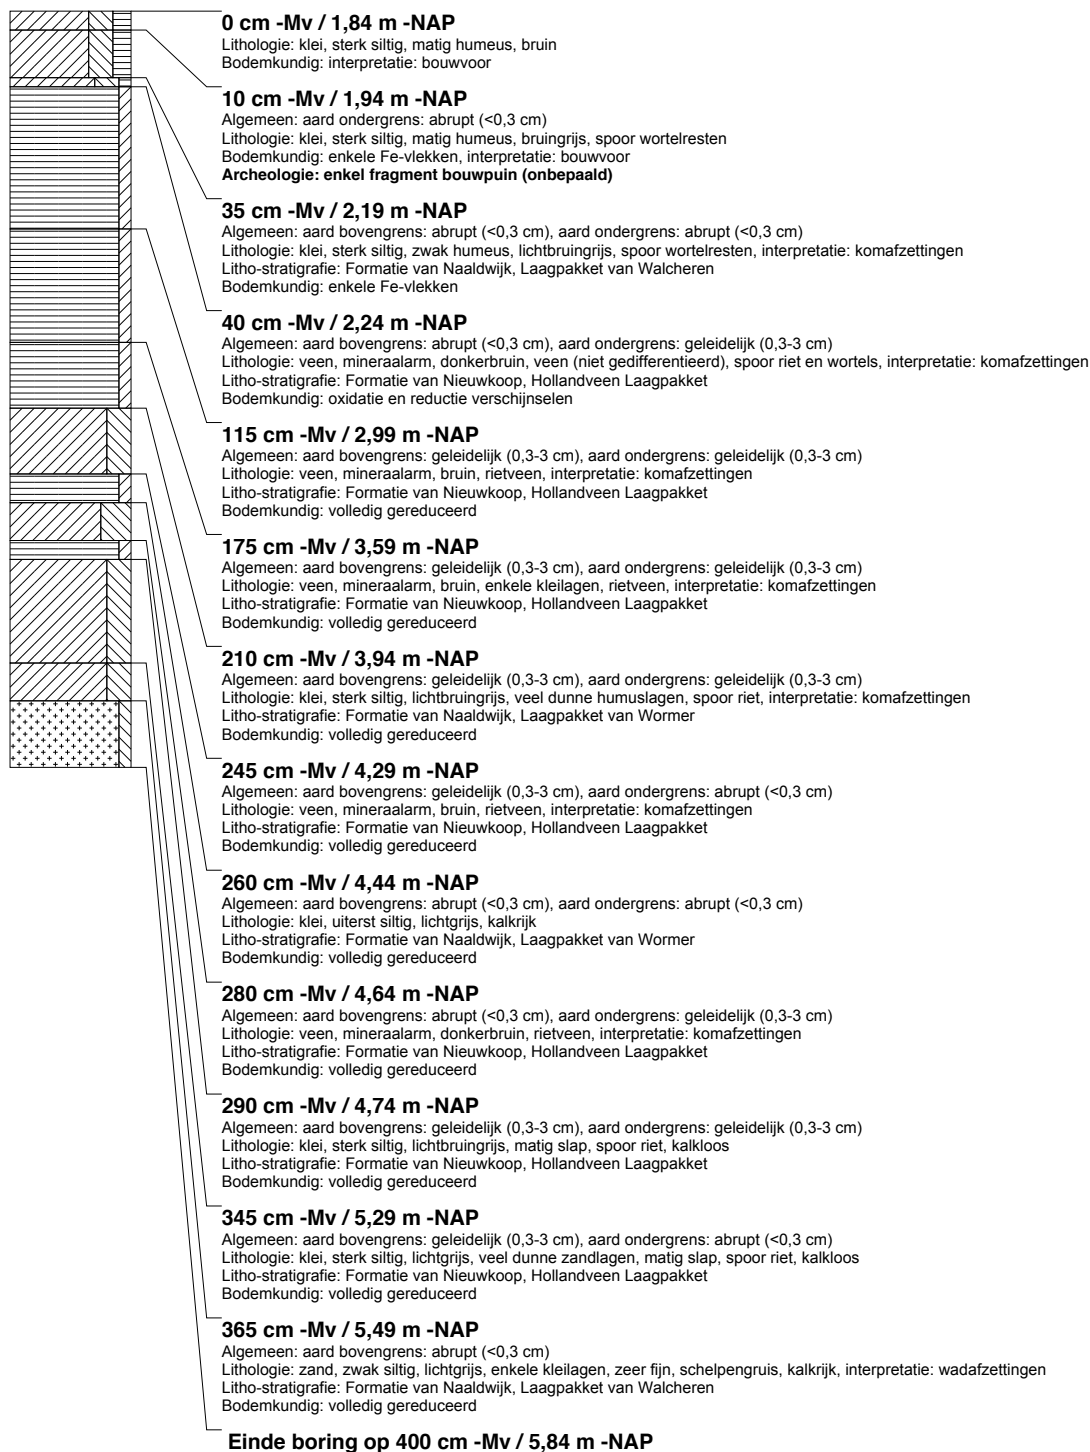 0 cm -Mv / 1,84 m -NAP
Lithologie: klei, sterk siltig, matig humeus, bruin
Bodemkundig: interpretatie: bouwvoor
10 cm -Mv / 1,94 m -NAP
Algemeen: aard ondergrens: abrupt (<0,3 cm)
Lithologie: klei, sterk siltig, matig humeus, bruingrijs, spoor wortelresten
Bodemkundig: enkele Fe-vlekken, interpretatie: bouwvoor
Archeologie: enkel fragment bouwpuin (onbepaald)
35 cm -Mv / 2,19 m -NAP
Algemeen: aard bovengrens: abrupt (<0,3 cm), aard ondergrens: abrupt (<0,3 cm)
Lithologie: klei, sterk siltig, zwak humeus, lichtbruingrijs, spoor wortelresten, interpretatie: komafzettingen
Litho-stratigrafie: Formatie van Naaldwijk, Laagpakket van Walcheren
Bodemkundig: enkele Fe-vlekken
40 cm -Mv / 2,24 m -NAP
Algemeen: aard bovengrens: abrupt (<0,3 cm), aard ondergrens: geleidelijk (0,3-3 cm)
Lithologie: veen, mineraalarm, donkerbruin, veen (niet gedifferentieerd), spoor riet en wortels, interpretatie: komafzettingen
Litho-stratigrafie: Formatie van Nieuwkoop, Hollandveen Laagpakket
Bodemkundig: oxidatie en reductie verschijnselen
115 cm -Mv / 2,99 m -NAP
Algemeen: aard bovengrens: geleidelijk (0,3-3 cm), aard ondergrens: geleidelijk (0,3-3 cm)
Lithologie: veen, mineraalarm, bruin, rietveen, interpretatie: komafzettingen
Litho-stratigrafie: Formatie van Nieuwkoop, Hollandveen Laagpakket
Bodemkundig: volledig gereduceerd
175 cm -Mv / 3,59 m -NAP
Algemeen: aard bovengrens: geleidelijk (0,3-3 cm), aard ondergrens: geleidelijk (0,3-3 cm)
Lithologie: veen, mineraalarm, bruin, enkele kleilagen, rietveen, interpretatie: komafzettingen
Litho-stratigrafie: Formatie van Nieuwkoop, Hollandveen Laagpakket
Bodemkundig: volledig gereduceerd
210 cm -Mv / 3,94 m -NAP
Algemeen: aard bovengrens: geleidelijk (0,3-3 cm), aard ondergrens: geleidelijk (0,3-3 cm)
Lithologie: klei, sterk siltig, lichtbruingrijs, veel dunne humuslagen, spoor riet, interpretatie: komafzettingen
Litho-stratigrafie: Formatie van Naaldwijk, Laagpakket van Wormer
Bodemkundig: volledig gereduceerd
245 cm -Mv / 4,29 m -NAP
Algemeen: aard bovengrens: geleidelijk (0,3-3 cm), aard ondergrens: abrupt (<0,3 cm)
Lithologie: veen, mineraalarm, bruin, rietveen, interpretatie: komafzettingen
Litho-stratigrafie: Formatie van Nieuwkoop, Hollandveen Laagpakket
Bodemkundig: volledig gereduceerd
260 cm -Mv / 4,44 m -NAP
Algemeen: aard bovengrens: abrupt (<0,3 cm), aard ondergrens: abrupt (<0,3 cm)
Lithologie: klei, uiterst siltig, lichtgrijs, kalkrijk
Litho-stratigrafie: Formatie van Naaldwijk, Laagpakket van Wormer
Bodemkundig: volledig gereduceerd
280 cm -Mv / 4,64 m -NAP
Algemeen: aard bovengrens: abrupt (<0,3 cm), aard ondergrens: geleidelijk (0,3-3 cm)
Lithologie: veen, mineraalarm, donkerbruin, rietveen, interpretatie: komafzettingen
Litho-stratigrafie: Formatie van Nieuwkoop, Hollandveen Laagpakket
Bodemkundig: volledig gereduceerd
290 cm -Mv / 4,74 m -NAP
Algemeen: aard bovengrens: geleidelijk (0,3-3 cm), aard ondergrens: geleidelijk (0,3-3 cm)
Lithologie: klei, sterk siltig, lichtbruingrijs, matig slap, spoor riet, kalkloos
Litho-stratigrafie: Formatie van Nieuwkoop, Hollandveen Laagpakket
Bodemkundig: volledig gereduceerd
345 cm -Mv / 5,29 m -NAP
Algemeen: aard bovengrens: geleidelijk (0,3-3 cm), aard ondergrens: abrupt (<0,3 cm)
Lithologie: klei, sterk siltig, lichtgrijs, veel dunne zandlagen, matig slap, spoor riet, kalkloos
Litho-stratigrafie: Formatie van Nieuwkoop, Hollandveen Laagpakket
Bodemkundig: volledig gereduceerd
365 cm -Mv / 5,49 m -NAP
Algemeen: aard bovengrens: abrupt (<0,3 cm)
Lithologie: zand, zwak siltig, lichtgrijs, enkele kleilagen, zeer fijn, schelpengruis, kalkrijk, interpretatie: wadafzettingen
Litho-stratigrafie: Formatie van Naaldwijk, Laagpakket van Walcheren
Bodemkundig: volledig gereduceerd
Einde boring op 400 cm -Mv / 5,84 m -NAP